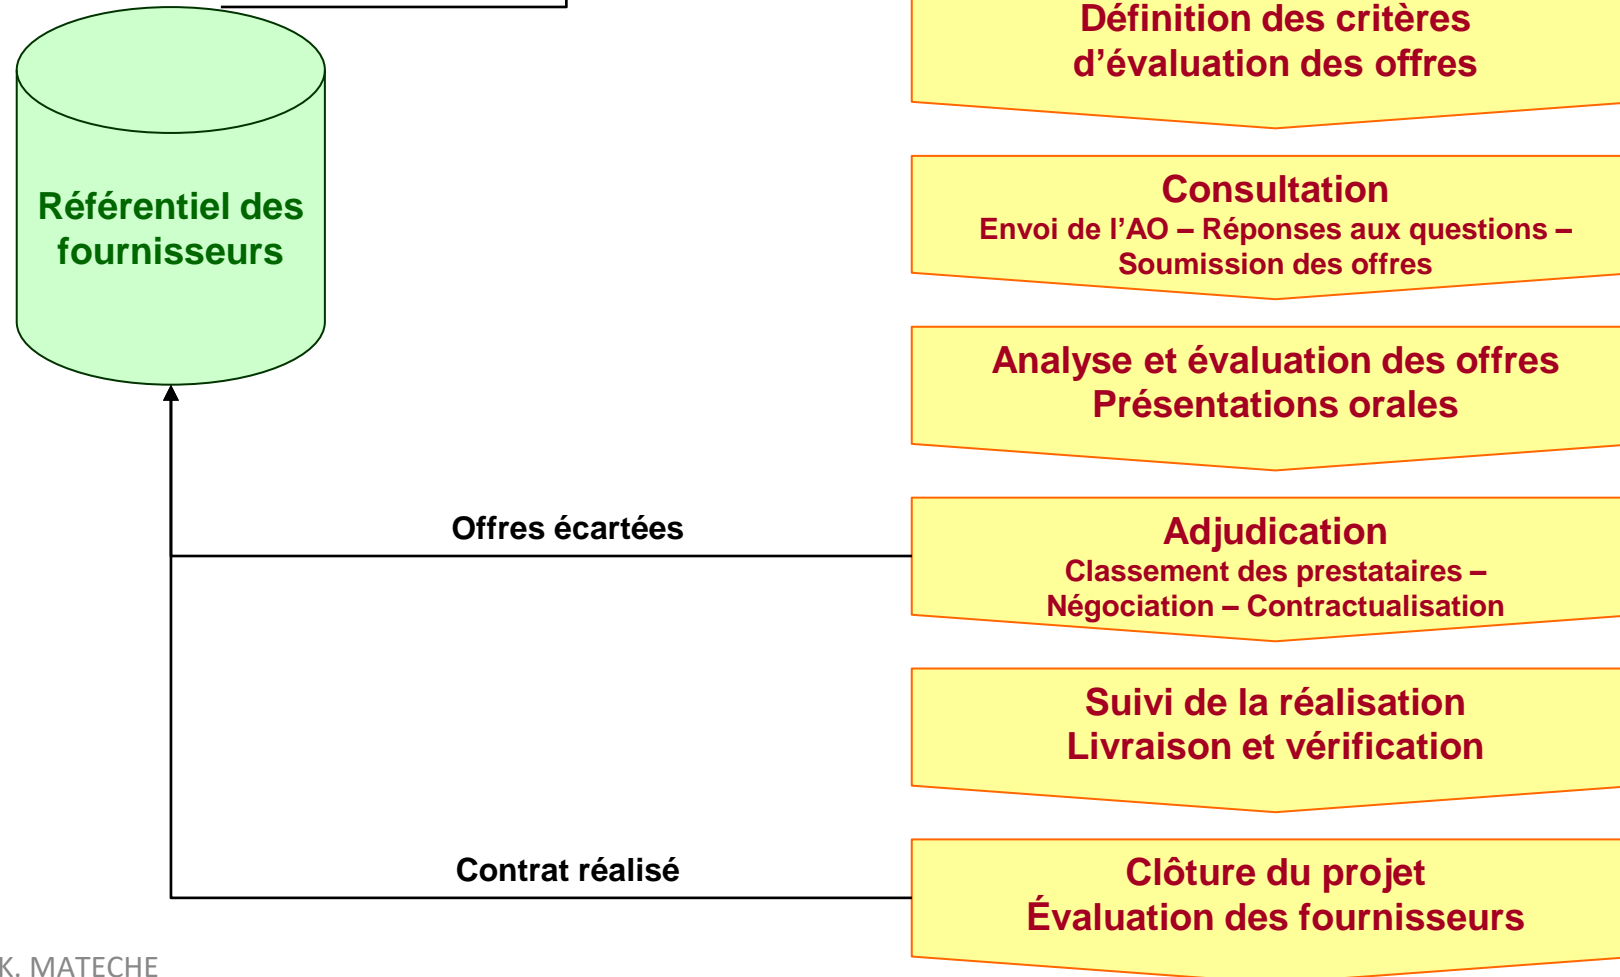 Définition des critères
d’évaluation des offres
Référentiel des
fournisseurs
Consultation
Envoi de l’AO – Réponses aux questions –
Soumission des offres
Analyse et évaluation des offres
Présentations orales
Offres écartées
Adjudication
Classement des prestataires –
Négociation – Contractualisation
Suivi de la réalisation
Livraison et vérification
Contrat réalisé
Clôture du projet
Évaluation des fournisseurs
K. MATECHE